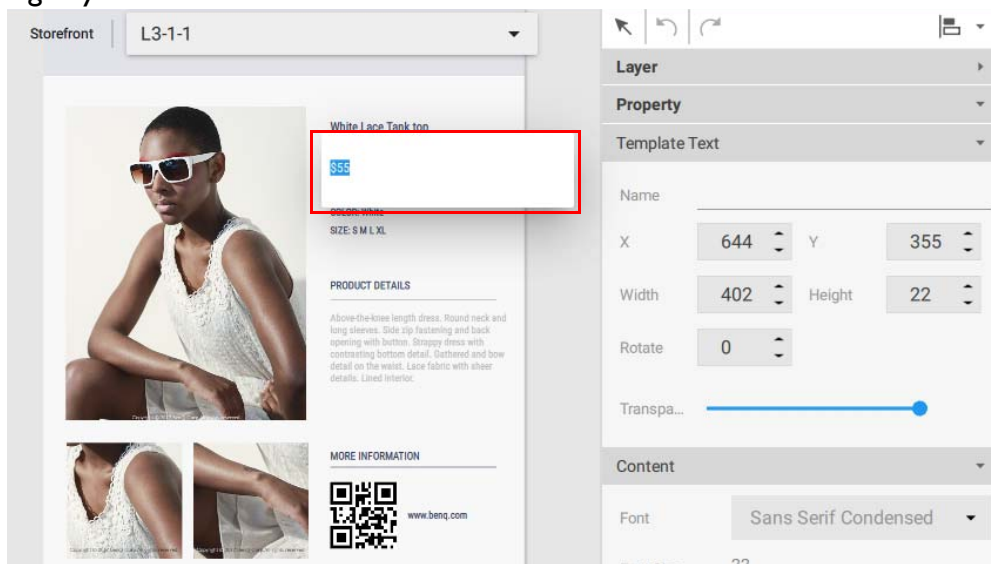 Storefront
L3-1-1
Layer
Property
Template Text
Name
X 644 Y 355
Width 402 Height 22
Rotate 0
Transpa...
Content
Font Sans Serif Condensed
White Lace Tank top
$55
COLOR: White
SIZE: S M L XL
PRODUCT DETAILS
Above-the-knee length dress. Round neck and
long sleeves. Side zip fastening and back
opening with button. Strappy dress with
contrasting bottom detail. Gathered and bow
detail on the waist. Lace fabric with sheer
details. Lined interior.
MORE INFORMATION
www.benq.com